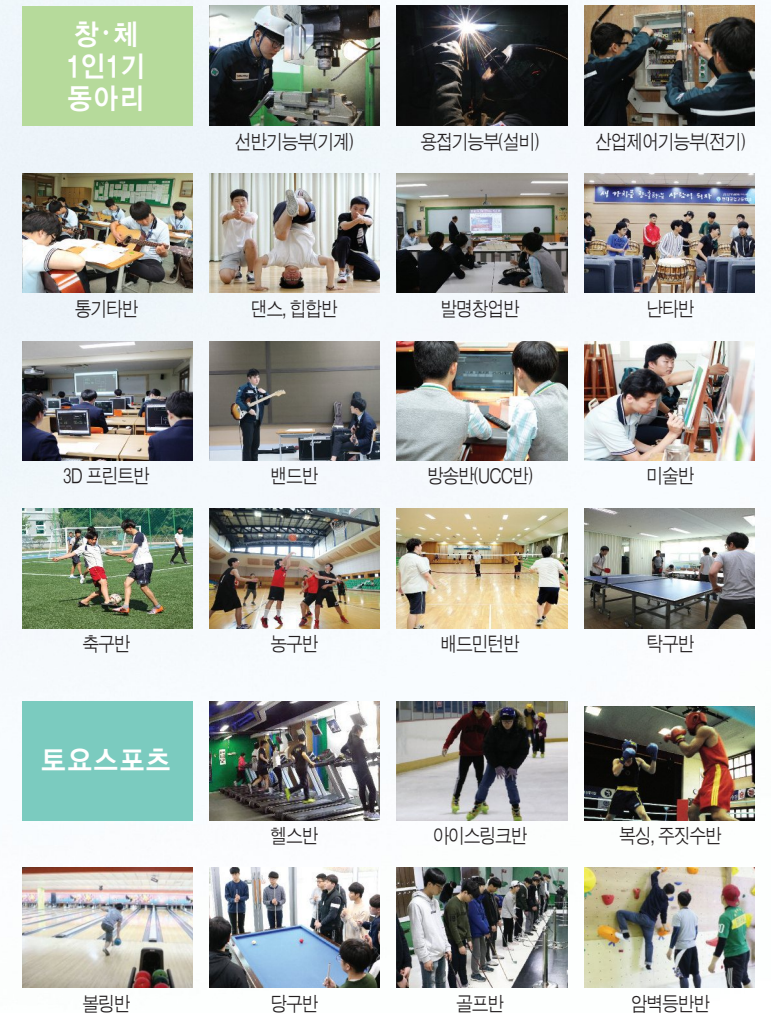 창·체
1인1기
동아리
선반기능부(기계)
용접기능부(설비)
산업제어기능부(전기)
통기타반
댄스, 힙합반
발명창업반
난타반
3D 프린트반
밴드반
방송반(UCC반)
미술반
축구반
농구반
배드민턴반
탁구반
토요스포츠
헬스반
아이스링크반
복싱, 주짓수반
볼링반
당구반
골프반
암벽등반반